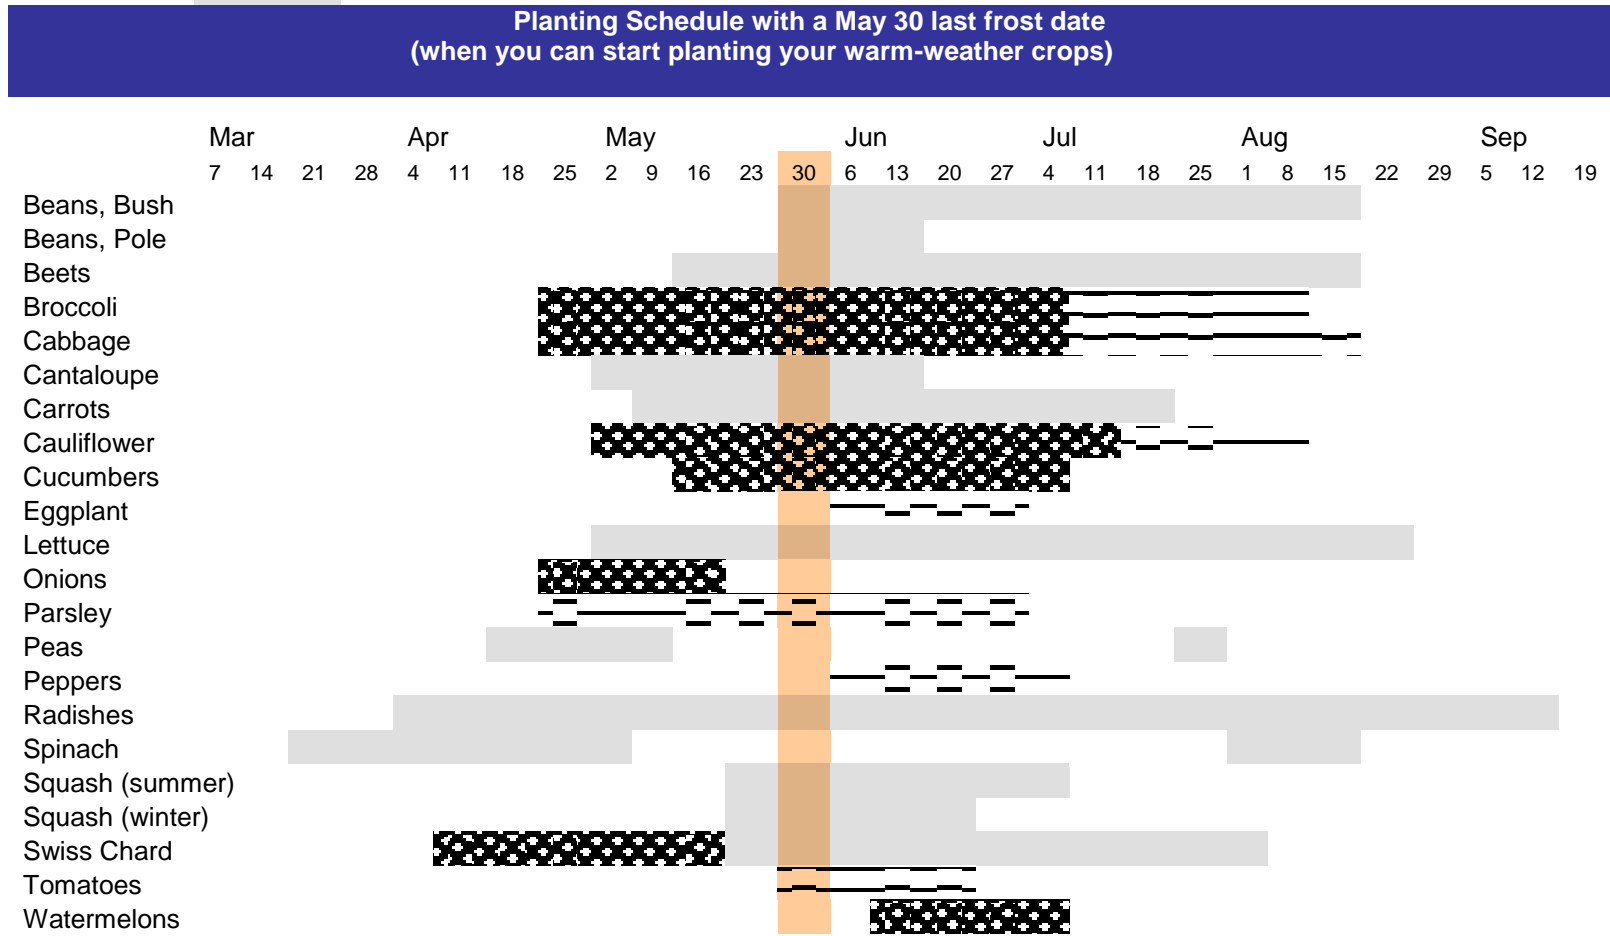 Planting Schedule with a May 30 last frost date
(when you can start planting your warm-weather crops)
Mar Apr May Jun Jul Aug Sep
7 14 21 28 4 11 18 25 2 9 16 23 30 6 13 20 27 4 11 18 25 1 8 15 22 29 5 12 19
Beans, Bush
Beans, Pole
Beets
Broccoli
Cabbage
Cantaloupe
Carrots
Cauliflower
Cucumbers
Eggplant
Lettuce
Onions
Parsley
Peas
Peppers
Radishes
Spinach
Squash (summer)
Squash (winter)
Swiss Chard
Tomatoes
Watermelons